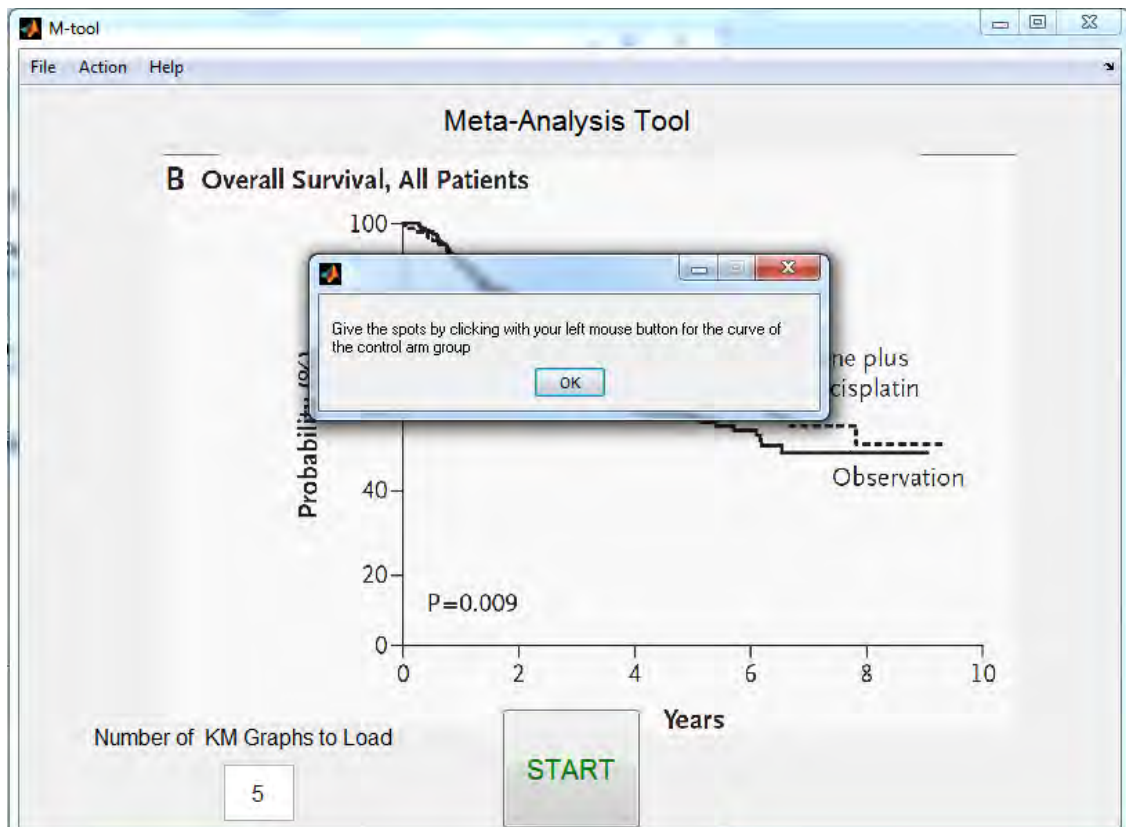 M-tool
File Action Help
Meta-Analysis Tool
B Overall Survival, All Patients
100
Give the spots by clicking with your left mouse button for the curve of
the control arm group
OK
ne plus
cisplatin
Observation
Probability (%)
40
20
0
P=0.009
0 2 4 6 8 10
Years
Number of KM Graphs to Load
5
START